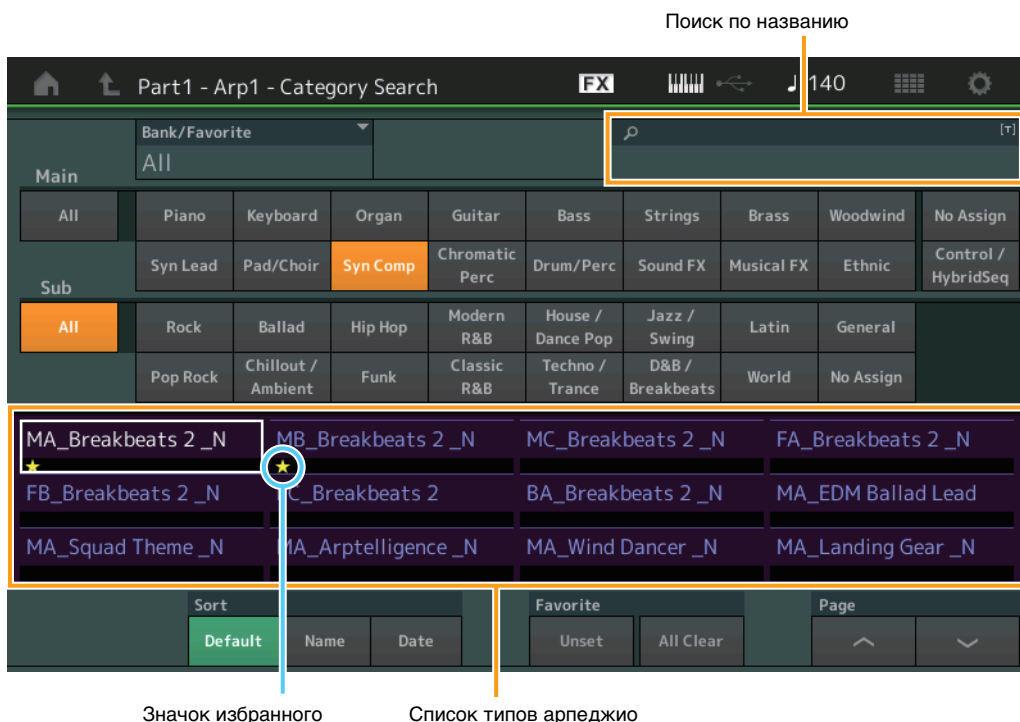 Поиск по названию
Part1 - Arp1 - Category Search
FX
140
Bank/Favorite
All
[T]
Main
All
Piano
Keyboard
Organ
Guitar
Bass
Strings
Brass
Woodwind
No Assign
Syn Lead
Pad/Choir
Syn Comp
Chromatic
Perc
Drum/Perc
Sound FX
Musical FX
Ethnic
Control /
HybridSeq
Sub
All
Rock
Ballad
Hip Hop
Modern
R&B
House /
Dance Pop
Jazz /
Swing
Latin
General
Pop Rock
Chillout /
Ambient
Funk
Classic
R&B
Techno /
Trance
D&B /
Breakbeats
World
No Assign
MA_Breakbeats 2 _N
MB_Breakbeats 2 _N
MC_Breakbeats 2 _N
FA_Breakbeats 2 _N
FB_Breakbeats 2 _N
C_Breakbeats 2
BA_Breakbeats 2 _N
MA_EDM Ballad Lead
MA_Squad Theme _N
MA_Arptelligence _N
MA_Wind Dancer _N
MA_Landing Gear _N
Sort
Default
Name
Date
Favorite
Unset
All Clear
Page
Значок избранного
Список типов арпеджио